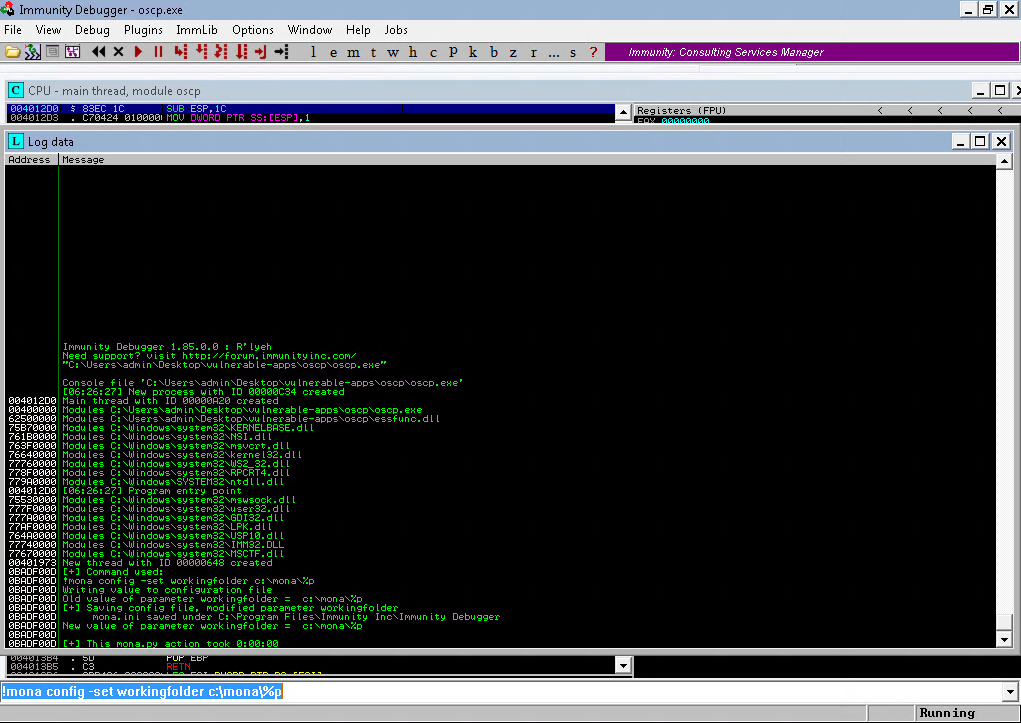 Immunity Debugger - oscp.exe
File View Debug Plugins ImmLib Options Window Help Jobs
l e m t w h c P k b z r ... s ?
Immunity: Consulting Services Manager
C CPU - main thread, module oscp
004012D0 $ 83EC 1C SUB ESP,1C
Registers (FPU) < < < < <
004012D3 . C70424 010000 MOV DWORD PTR SS:[ESP],1
EAX 00000000
L Log data
Address Message
Immunity Debugger 1.85.0.0 : R'lyeh
Need support? visit http://forum.immunityinc.com/
"C:\Users\admin\Desktop\vulnerable-apps\oscp\oscp.exe"
Console file 'C:\Users\admin\Desktop\vulnerable-apps\oscp\oscp.exe'
[06:26:27] New process with ID 00000C34 created
004012D0 Main thread with ID 00000A20 created
00400000 Modules C:\Users\admin\Desktop\vulnerable-apps\oscp\oscp.exe
62500000 Modules C:\Users\admin\Desktop\vulnerable-apps\oscp\essfunc.dll
75B70000 Modules C:\Windows\system32\KERNELBASE.dll
761B0000 Modules C:\Windows\system32\NSI.dll
763F0000 Modules C:\Windows\system32\msvcrt.dll
76640000 Modules C:\Windows\system32\kernel32.dll
77760000 Modules C:\Windows\system32\WS2_32.dll
778F0000 Modules C:\Windows\system32\RPCRT4.dll
779A0000 Modules C:\Windows\SYSTEM32\ntdll.dll
004012D0 [06:26:27] Program entry point
75530000 Modules C:\Windows\system32\mswsock.dll
777F0000 Modules C:\Windows\system32\user32.dll
777A0000 Modules C:\Windows\system32\GDI32.dll
77AF0000 Modules C:\Windows\system32\LPK.dll
764A0000 Modules C:\Windows\system32\USP10.dll
77740000 Modules C:\Windows\system32\IMM32.DLL
77670000 Modules C:\Windows\system32\MSCTF.dll
00401973 New thread with ID 00000648 created
0BADF00D [+] Command used:
0BADF00D !mona config -set workingfolder c:\mona\%p
0BADF00D Writing value to configuration file
0BADF00D Old value of parameter workingfolder = c:\mona\%p
0BADF00D [+] Saving config file, modified parameter workingfolder
0BADF00D mona.ini saved under C:\Program Files\Immunity Inc\Immunity Debugger
0BADF00D New value of parameter workingfolder = c:\mona\%p
0BADF00D
0BADF00D [+] This mona.py action took 0:00:00
004013B4 . 5D POP EBP
004013B5 . C3 RETN
!mona config -set workingfolder c:\mona\%p
Running